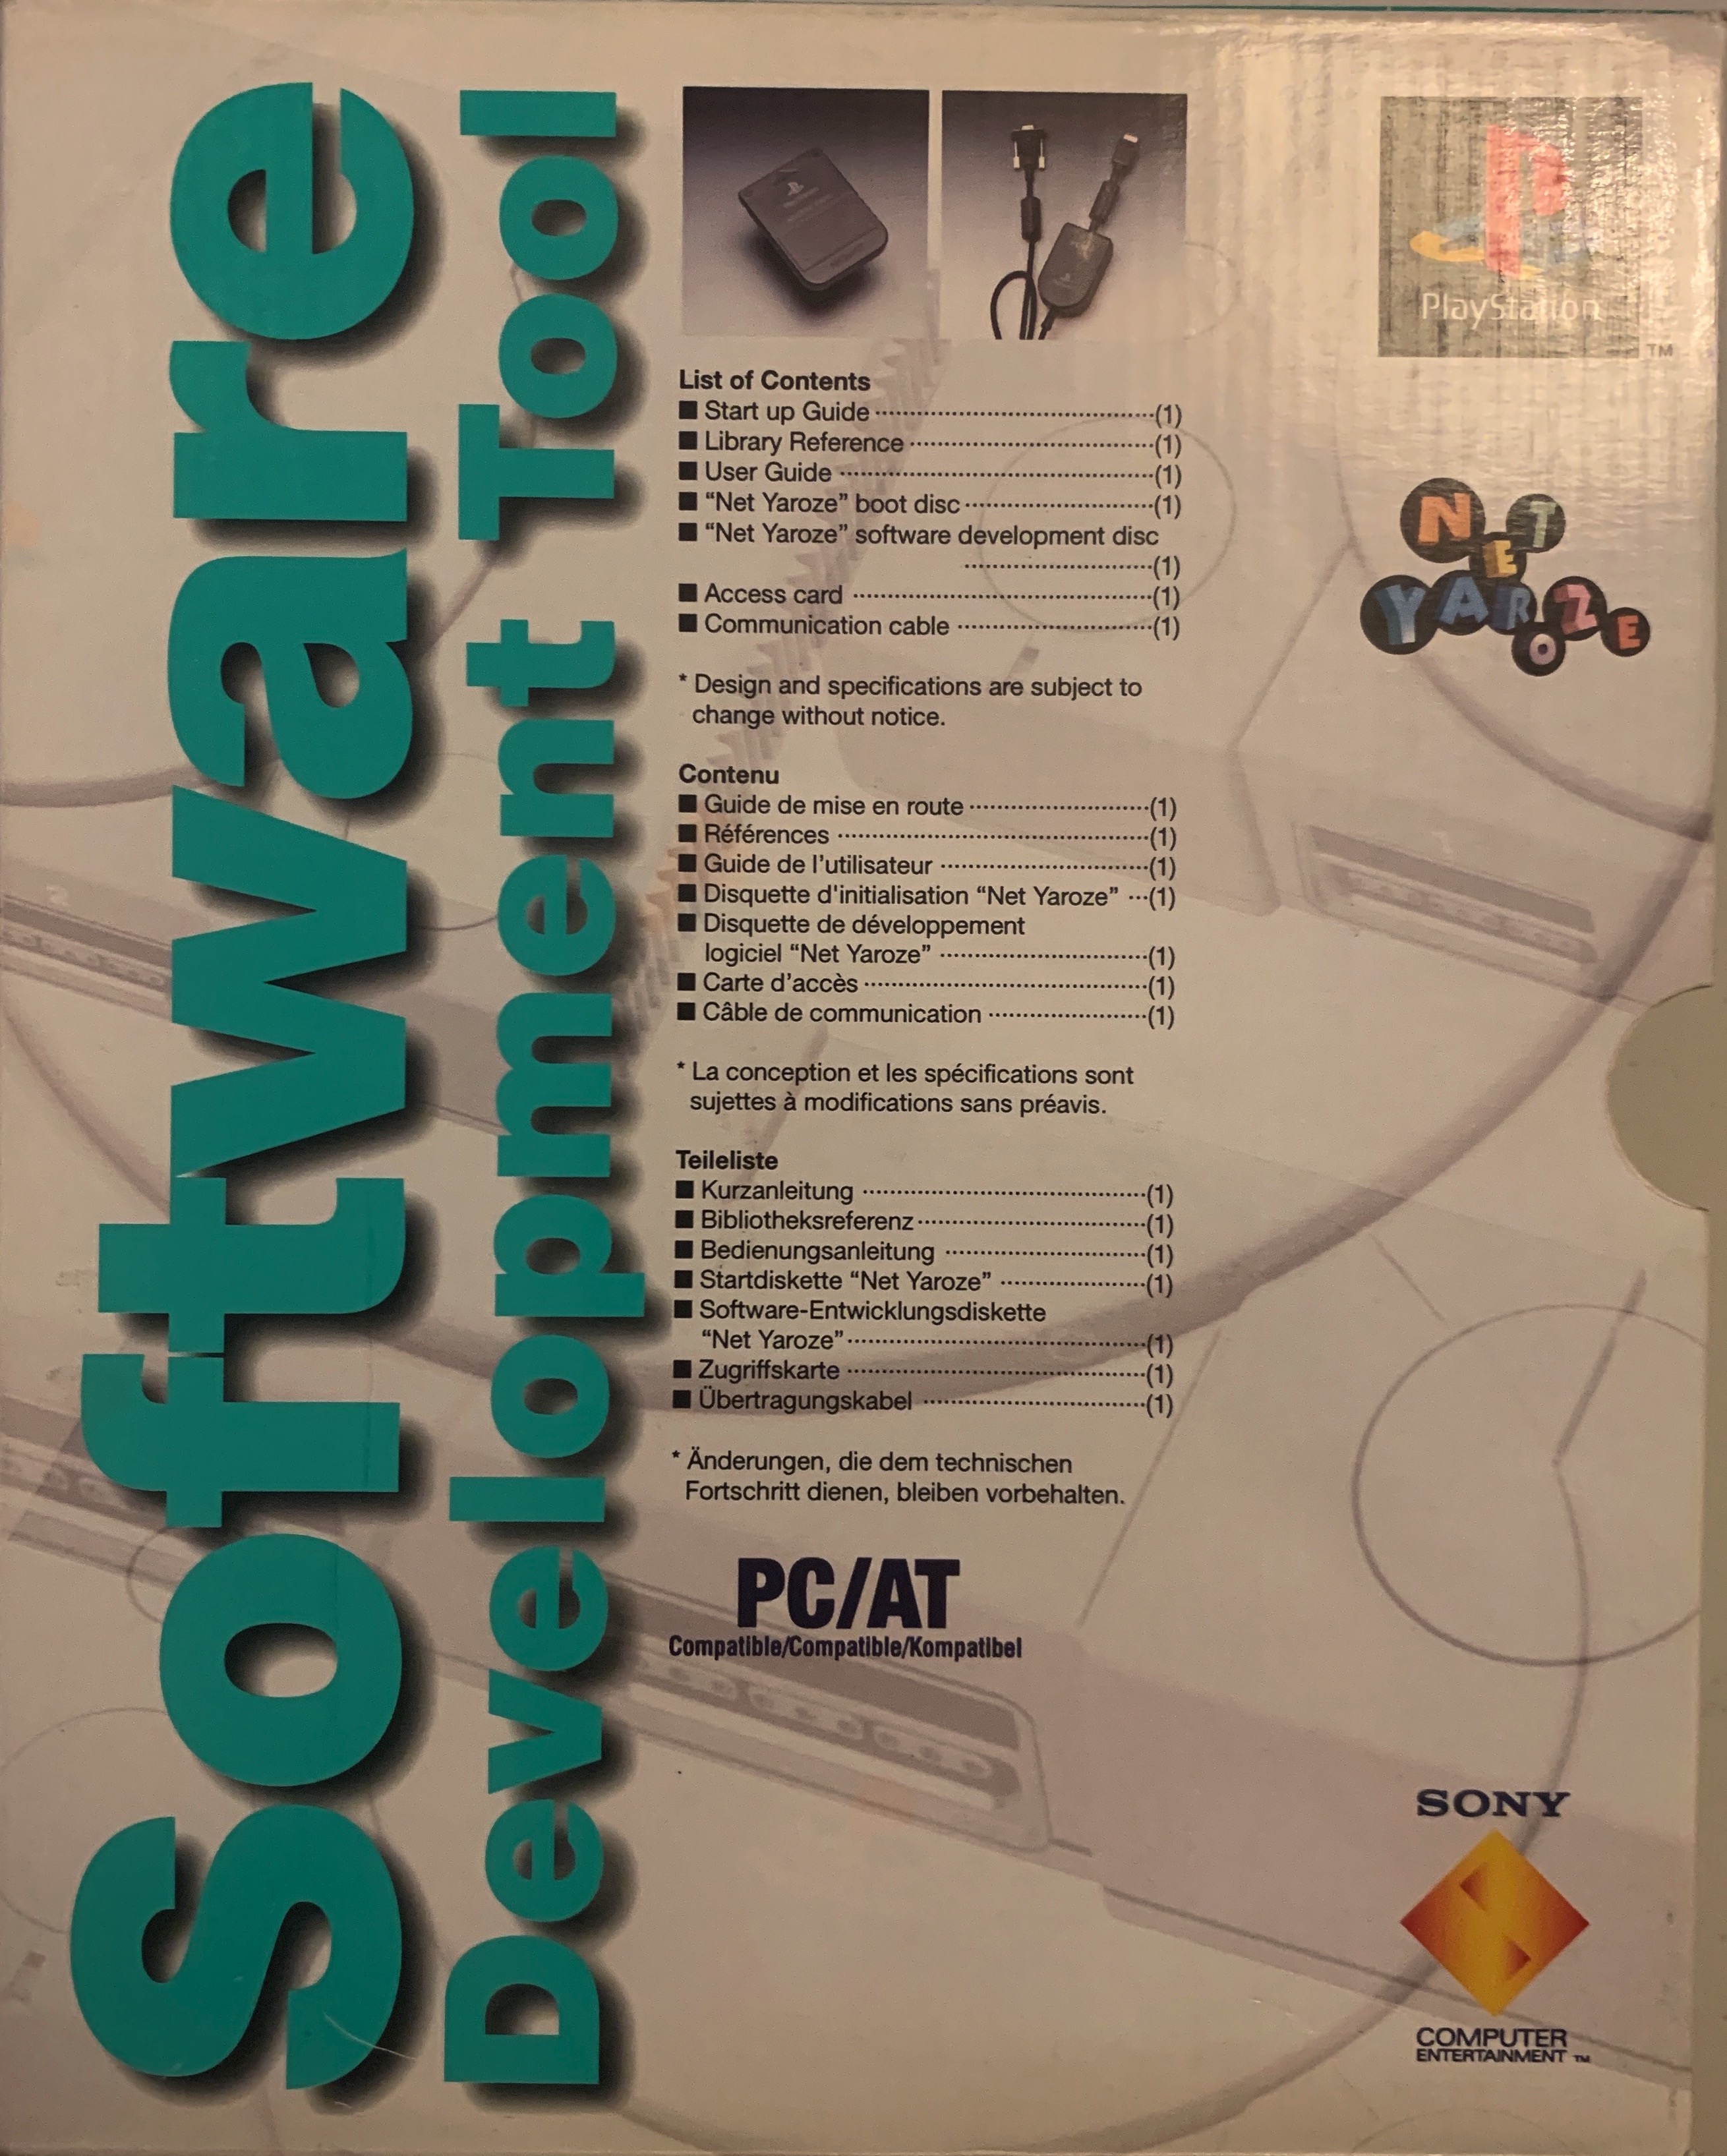 Software
Development Tool
PlayStation
TM
NET
YAROZE
List of Contents
■ Start up Guide ·······································(1)
■ Library Reference ··································(1)
■ User Guide ············································(1)
■ “Net Yaroze” boot disc ···························(1)
■ “Net Yaroze” software development disc
···························(1)
■ Access card ··········································(1)
■ Communication cable ···························(1)
* Design and specifications are subject to
change without notice.
Contenu
■ Guide de mise en route ·························(1)
■ Références ···········································(1)
■ Guide de l'utilisateur ·····························(1)
■ Disquette d'initialisation “Net Yaroze” ···(1)
■ Disquette de développement
logiciel “Net Yaroze” ·····························(1)
■ Carte d'accès ········································(1)
■ Câble de communication ······················(1)
* La conception et les spécifications sont
sujettes à modifications sans préavis.
Teileliste
■ Kurzanleitung ········································(1)
■ Bibliotheksreferenz ································(1)
■ Bedienungsanleitung ····························(1)
■ Startdiskette “Net Yaroze” ····················(1)
■ Software-Entwicklungsdiskette
“Net Yaroze” ··········································(1)
■ Zugriffskarte ··········································(1)
■ Übertragungskabel ·······························(1)
* Änderungen, die dem technischen
Fortschritt dienen, bleiben vorbehalten.
PC/AT
Compatible/Compatible/Kompatibel
SONY
COMPUTER
ENTERTAINMENT TM